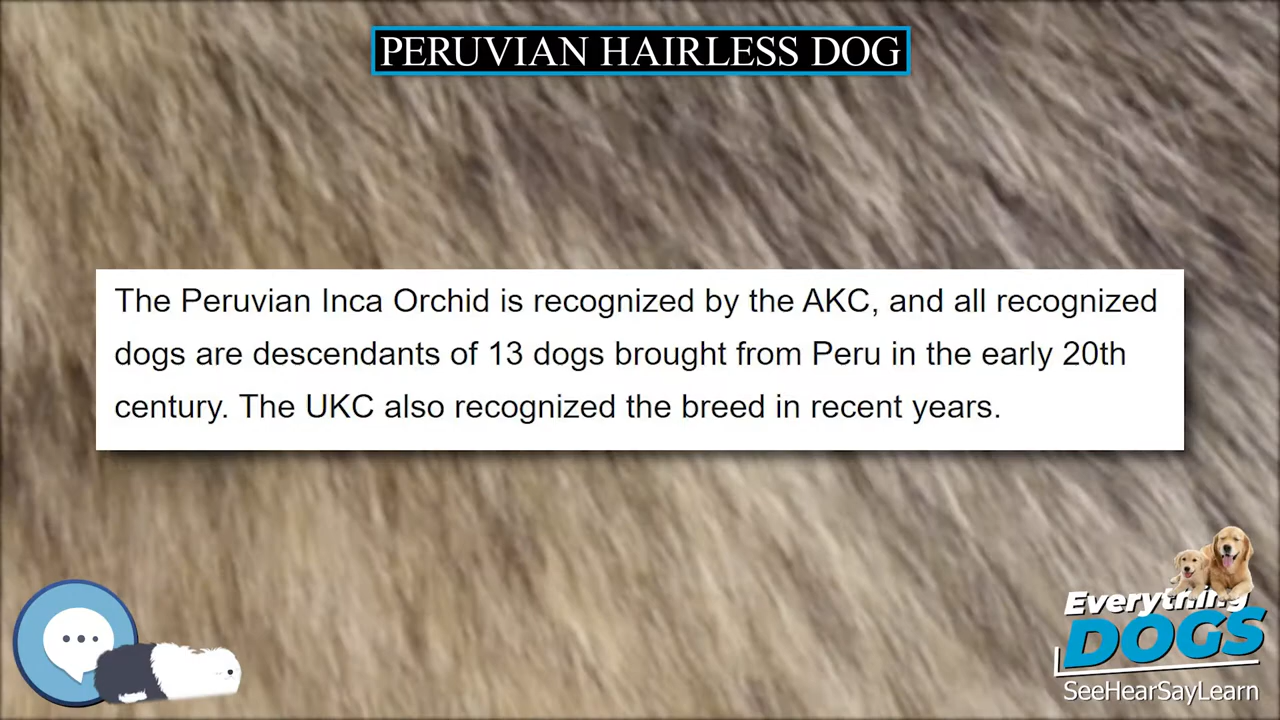 PERUVIAN HAIRLESS DOG
The Peruvian Inca Orchid is recognized by the AKC, and all recognized
dogs are descendants of 13 dogs brought from Peru in the early 20th
century. The UKC also recognized the breed in recent years.
Everything
DOGS
SeeHearSayLearn